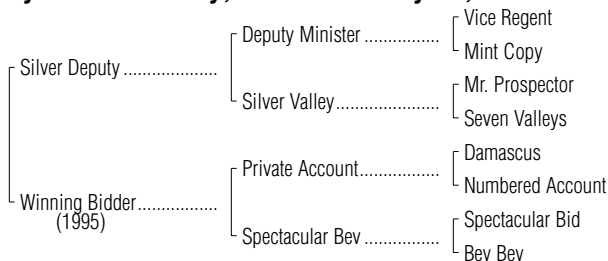 Vice Regent
Deputy Minister ................
Mint Copy
Silver Deputy ....................
Mr. Prospector
Silver Valley......................
Seven Valleys
Damascus
Private Account.................
Numbered Account
Winning Bidder.................
(1995)
Spectacular Bid
Spectacular Bev ................
Bev Bev